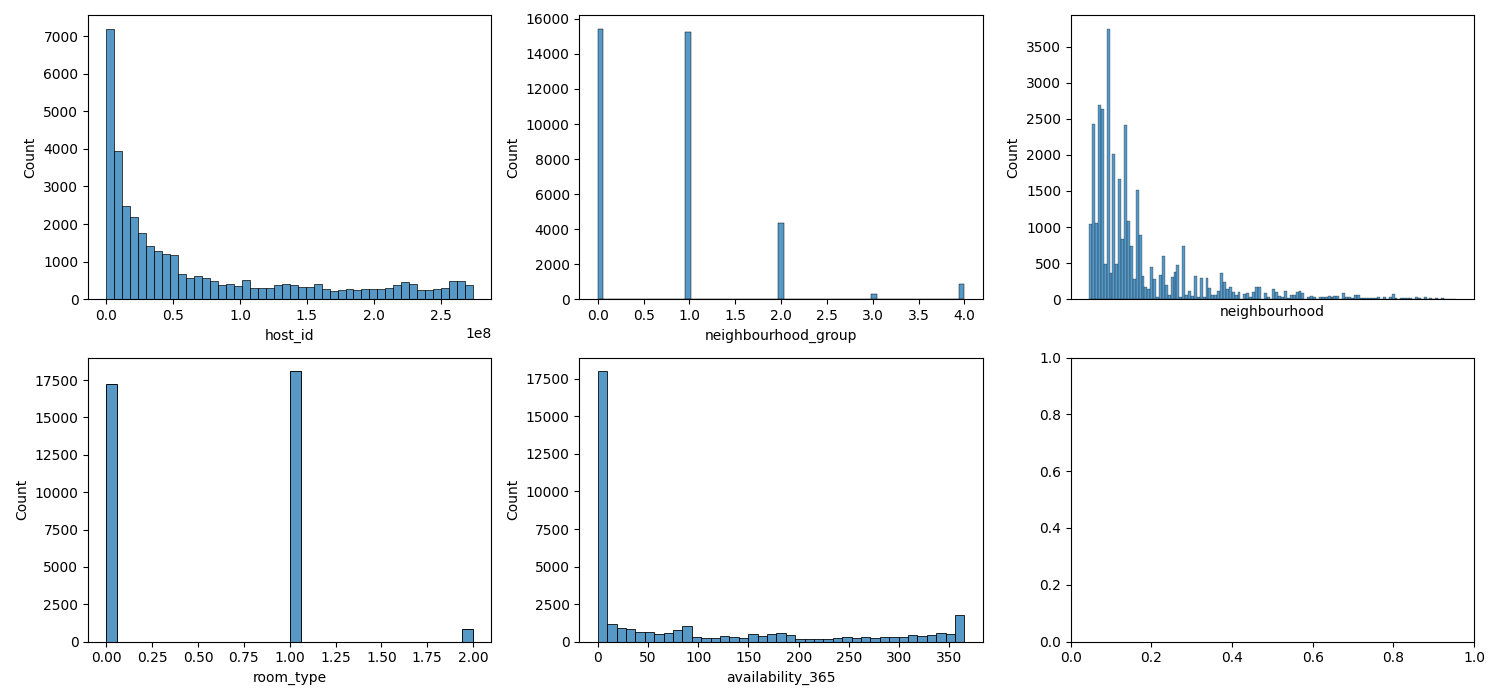 7000
6000
5000
4000
3000
2000
1000
0
Count
0.0 0.5 1.0 1.5 2.0 2.5
1e8
host_id
16000
14000
12000
10000
8000
6000
4000
2000
0
Count
0.0 0.5 1.0 1.5 2.0 2.5 3.0 3.5 4.0
neighbourhood_group
3500
3000
2500
2000
1500
1000
500
0
Count
neighbourhood
17500
15000
12500
10000
7500
5000
2500
0
Count
0.00 0.25 0.50 0.75 1.00 1.25 1.50 1.75 2.00
room_type
17500
15000
12500
10000
7500
5000
2500
0
Count
0 50 100 150 200 250 300 350
availability_365
1.0
0.8
0.6
0.4
0.2
0.0
0.0 0.2 0.4 0.6 0.8 1.0